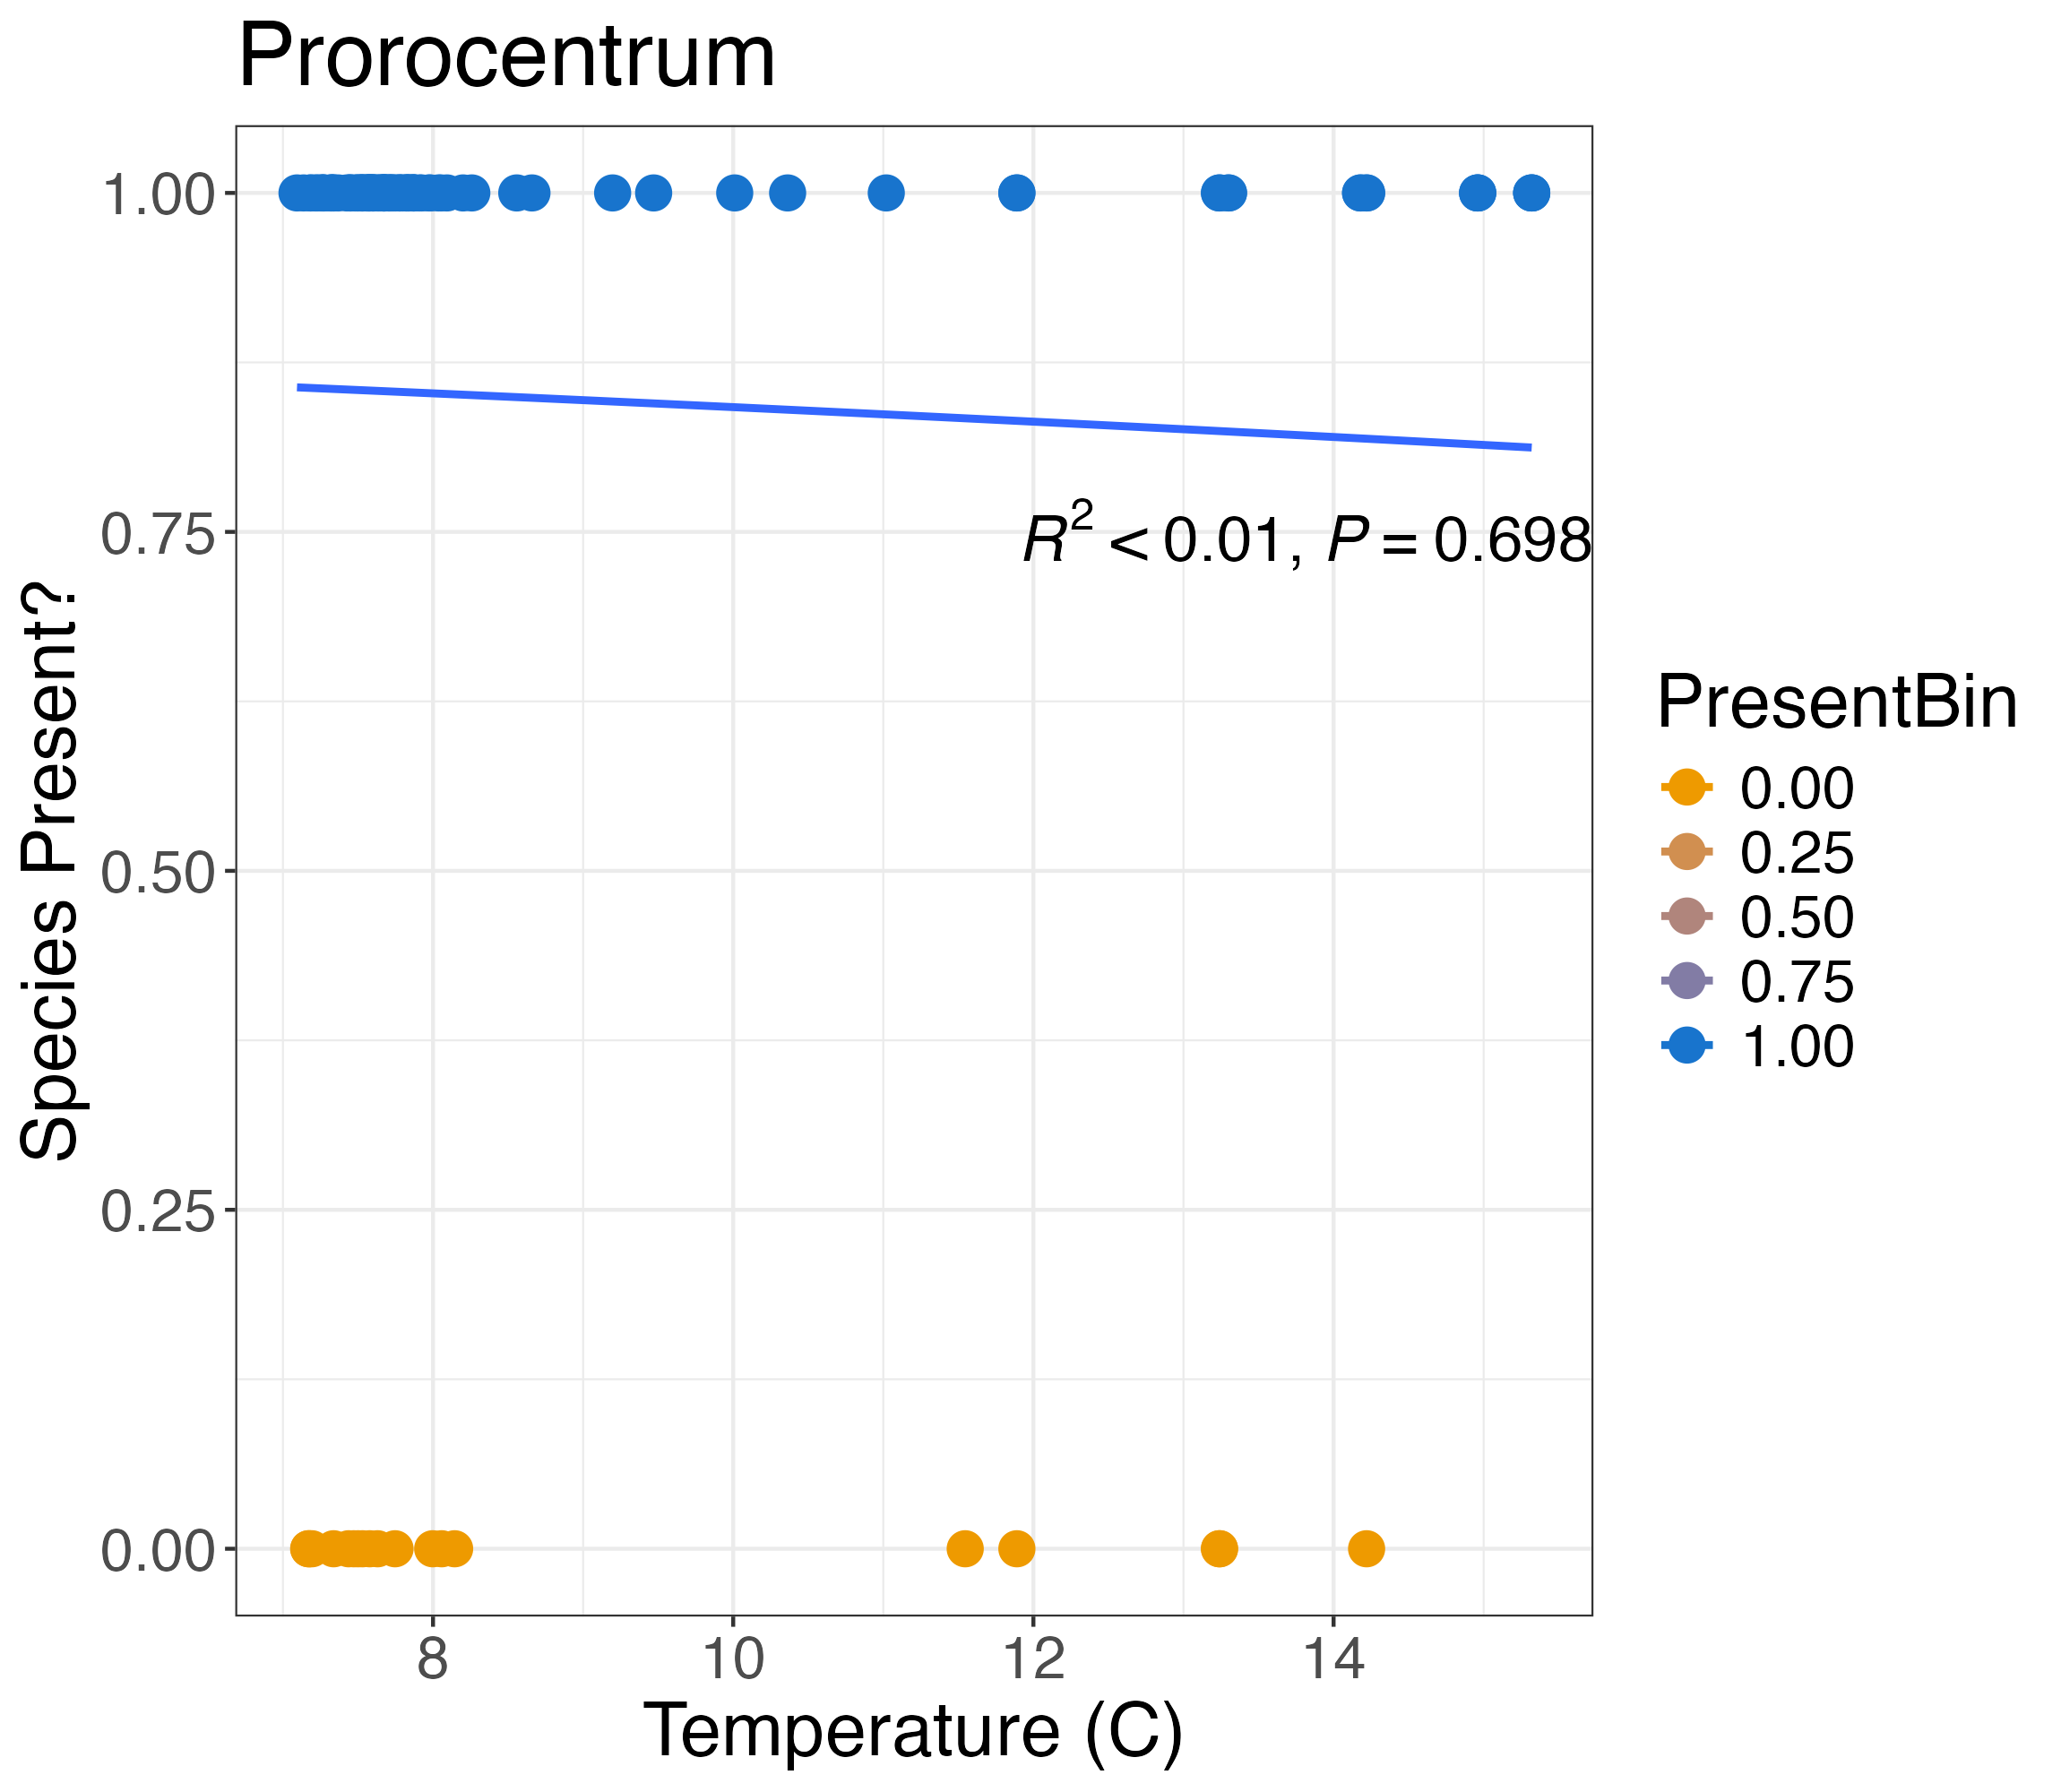 Prorocentrum
1.00
0.75
0.50
0.25
0.00
Species Present?
R² < 0.01, P = 0.698
8 10 12 14
Temperature (C)
PresentBin
0.00
0.25
0.50
0.75
1.00